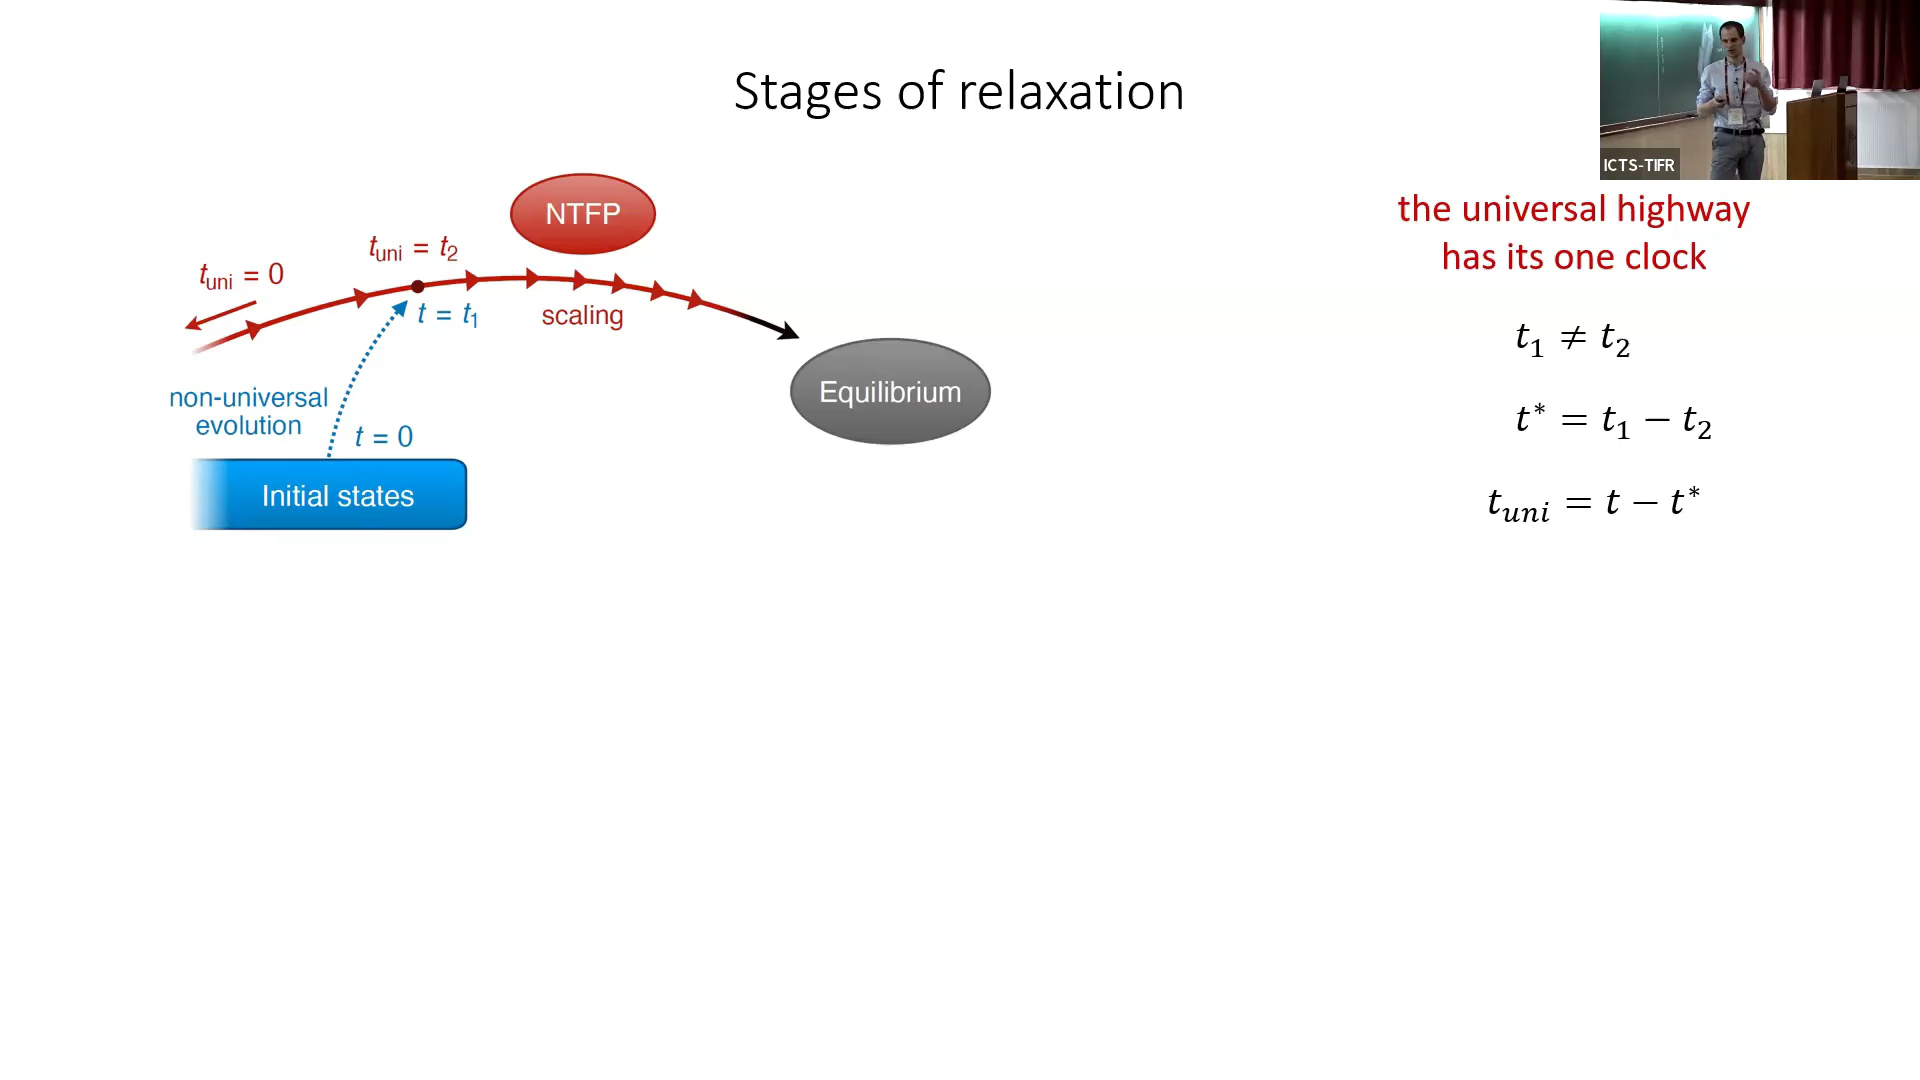 Stages of relaxation
ICTS-TIFR
NTFP
t_uni = t_2
t_uni = 0
t = t_1
scaling
non-universal
evolution
t = 0
Initial states
Equilibrium
the universal highway
has its one clock
t_1 ≠ t_2
t* = t_1 − t_2
t_uni = t − t*